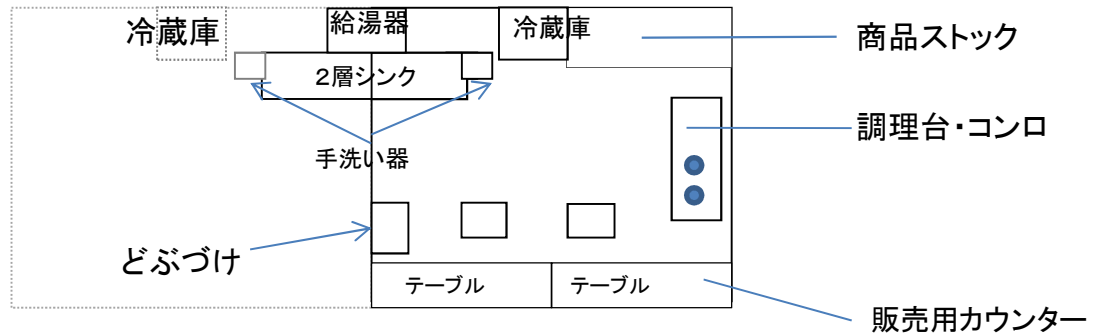 冷蔵庫
給湯器
冷蔵庫
商品ストック
2層シンク
調理台・コンロ
手洗い器
どぶづけ
テーブル
テーブル
販売用カウンター